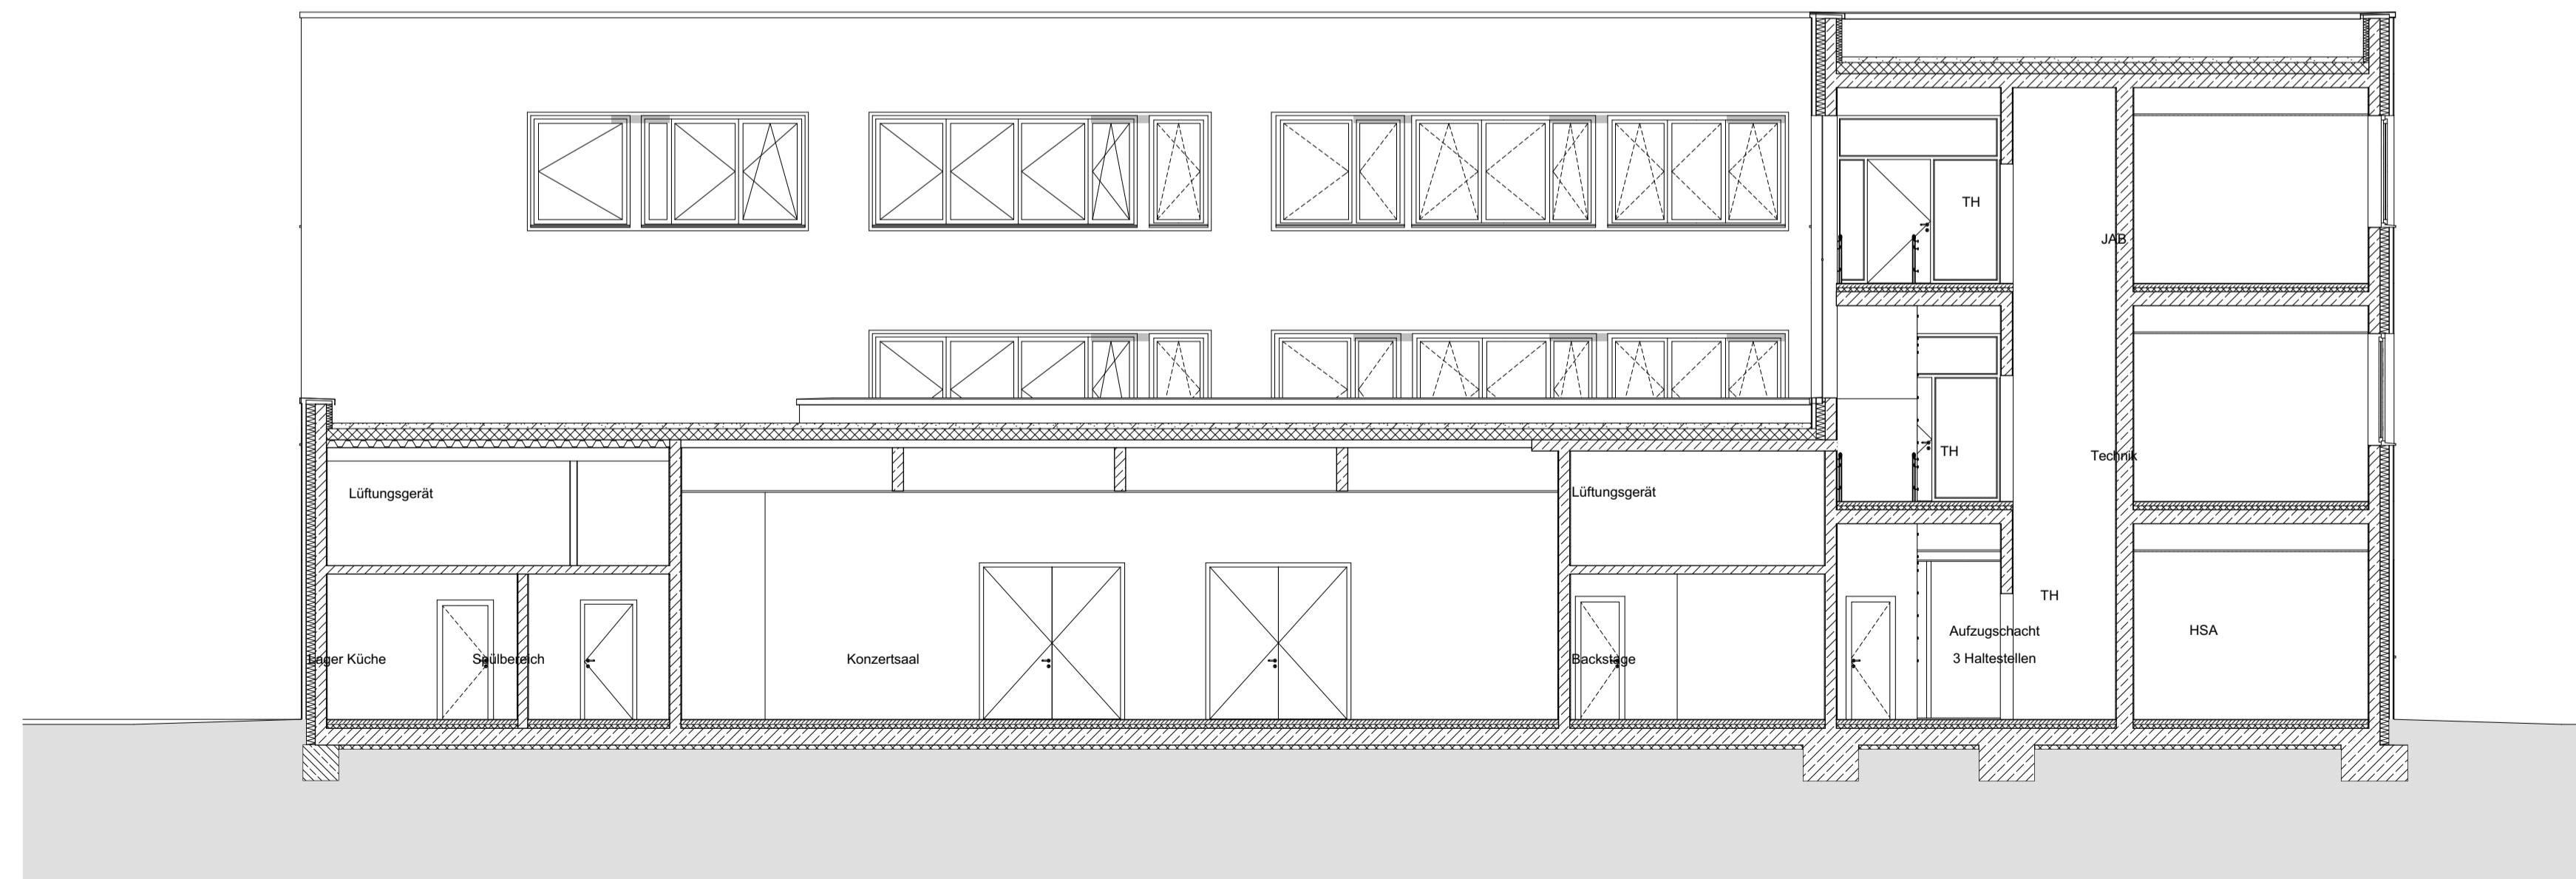 TH
JAB
TH
Technik
Lüftungsgerät
Lüftungsgerät
TH
Aufzugschacht
3 Haltestellen
HSA
Lager Küche
Spülbereich
Konzertsaal
Backstage